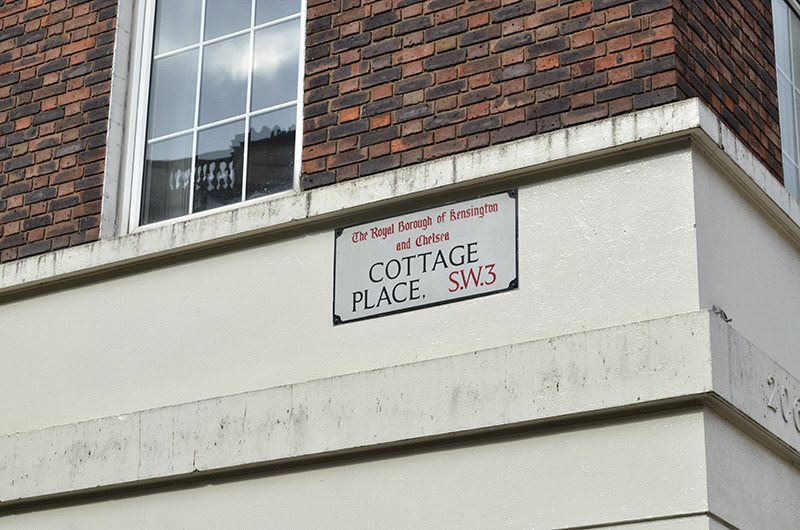 The Royal Borough of Kensington
and Chelsea
COTTAGE
PLACE, S.W.3